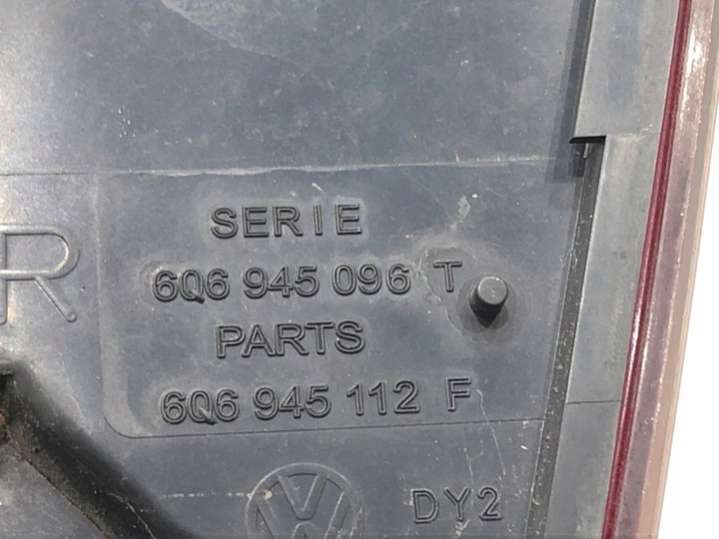 SERIE
6Q6 945 096 T
R
PARTS
6Q6 945 112 F
DY2